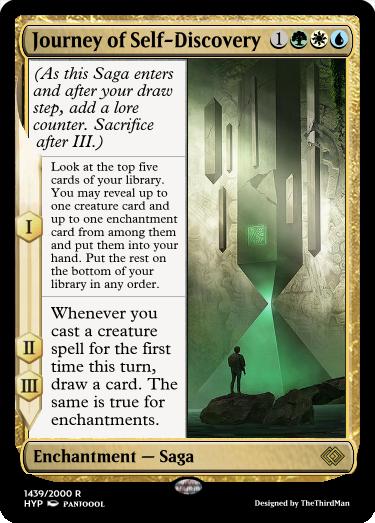 Journey of Self-Discovery 1
(As this Saga enters
and after your draw
step, add a lore
counter. Sacrifice
after III.)
I
Look at the top five
cards of your library.
You may reveal up to
one creature card and
up to one enchantment
card from among them
and put them into your
hand. Put the rest on
the bottom of your
library in any order.
II
III
Whenever you
cast a creature
spell for the first
time this turn,
draw a card. The
same is true for
enchantments.
Enchantment — Saga
1439/2000 R
HYP PANTOOOL
Designed by TheThirdMan